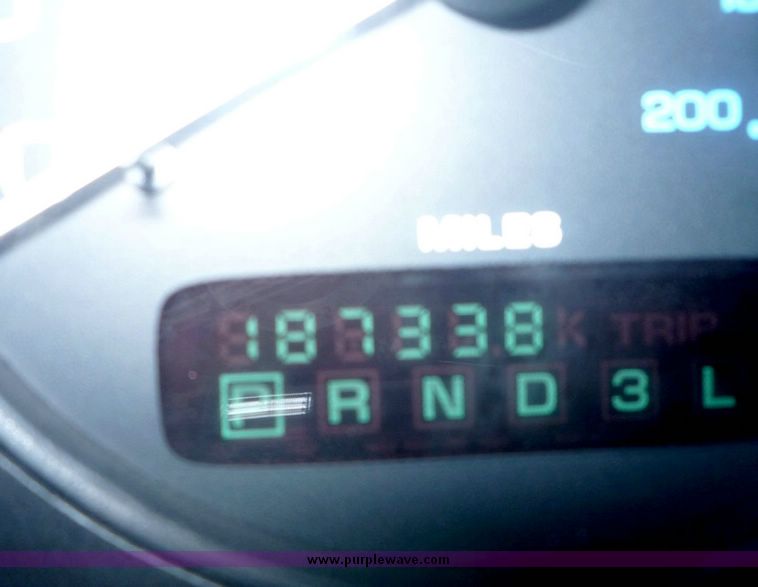 200
MILES
187338 K TRIP
P R N D 3 L
www.purplewave.com